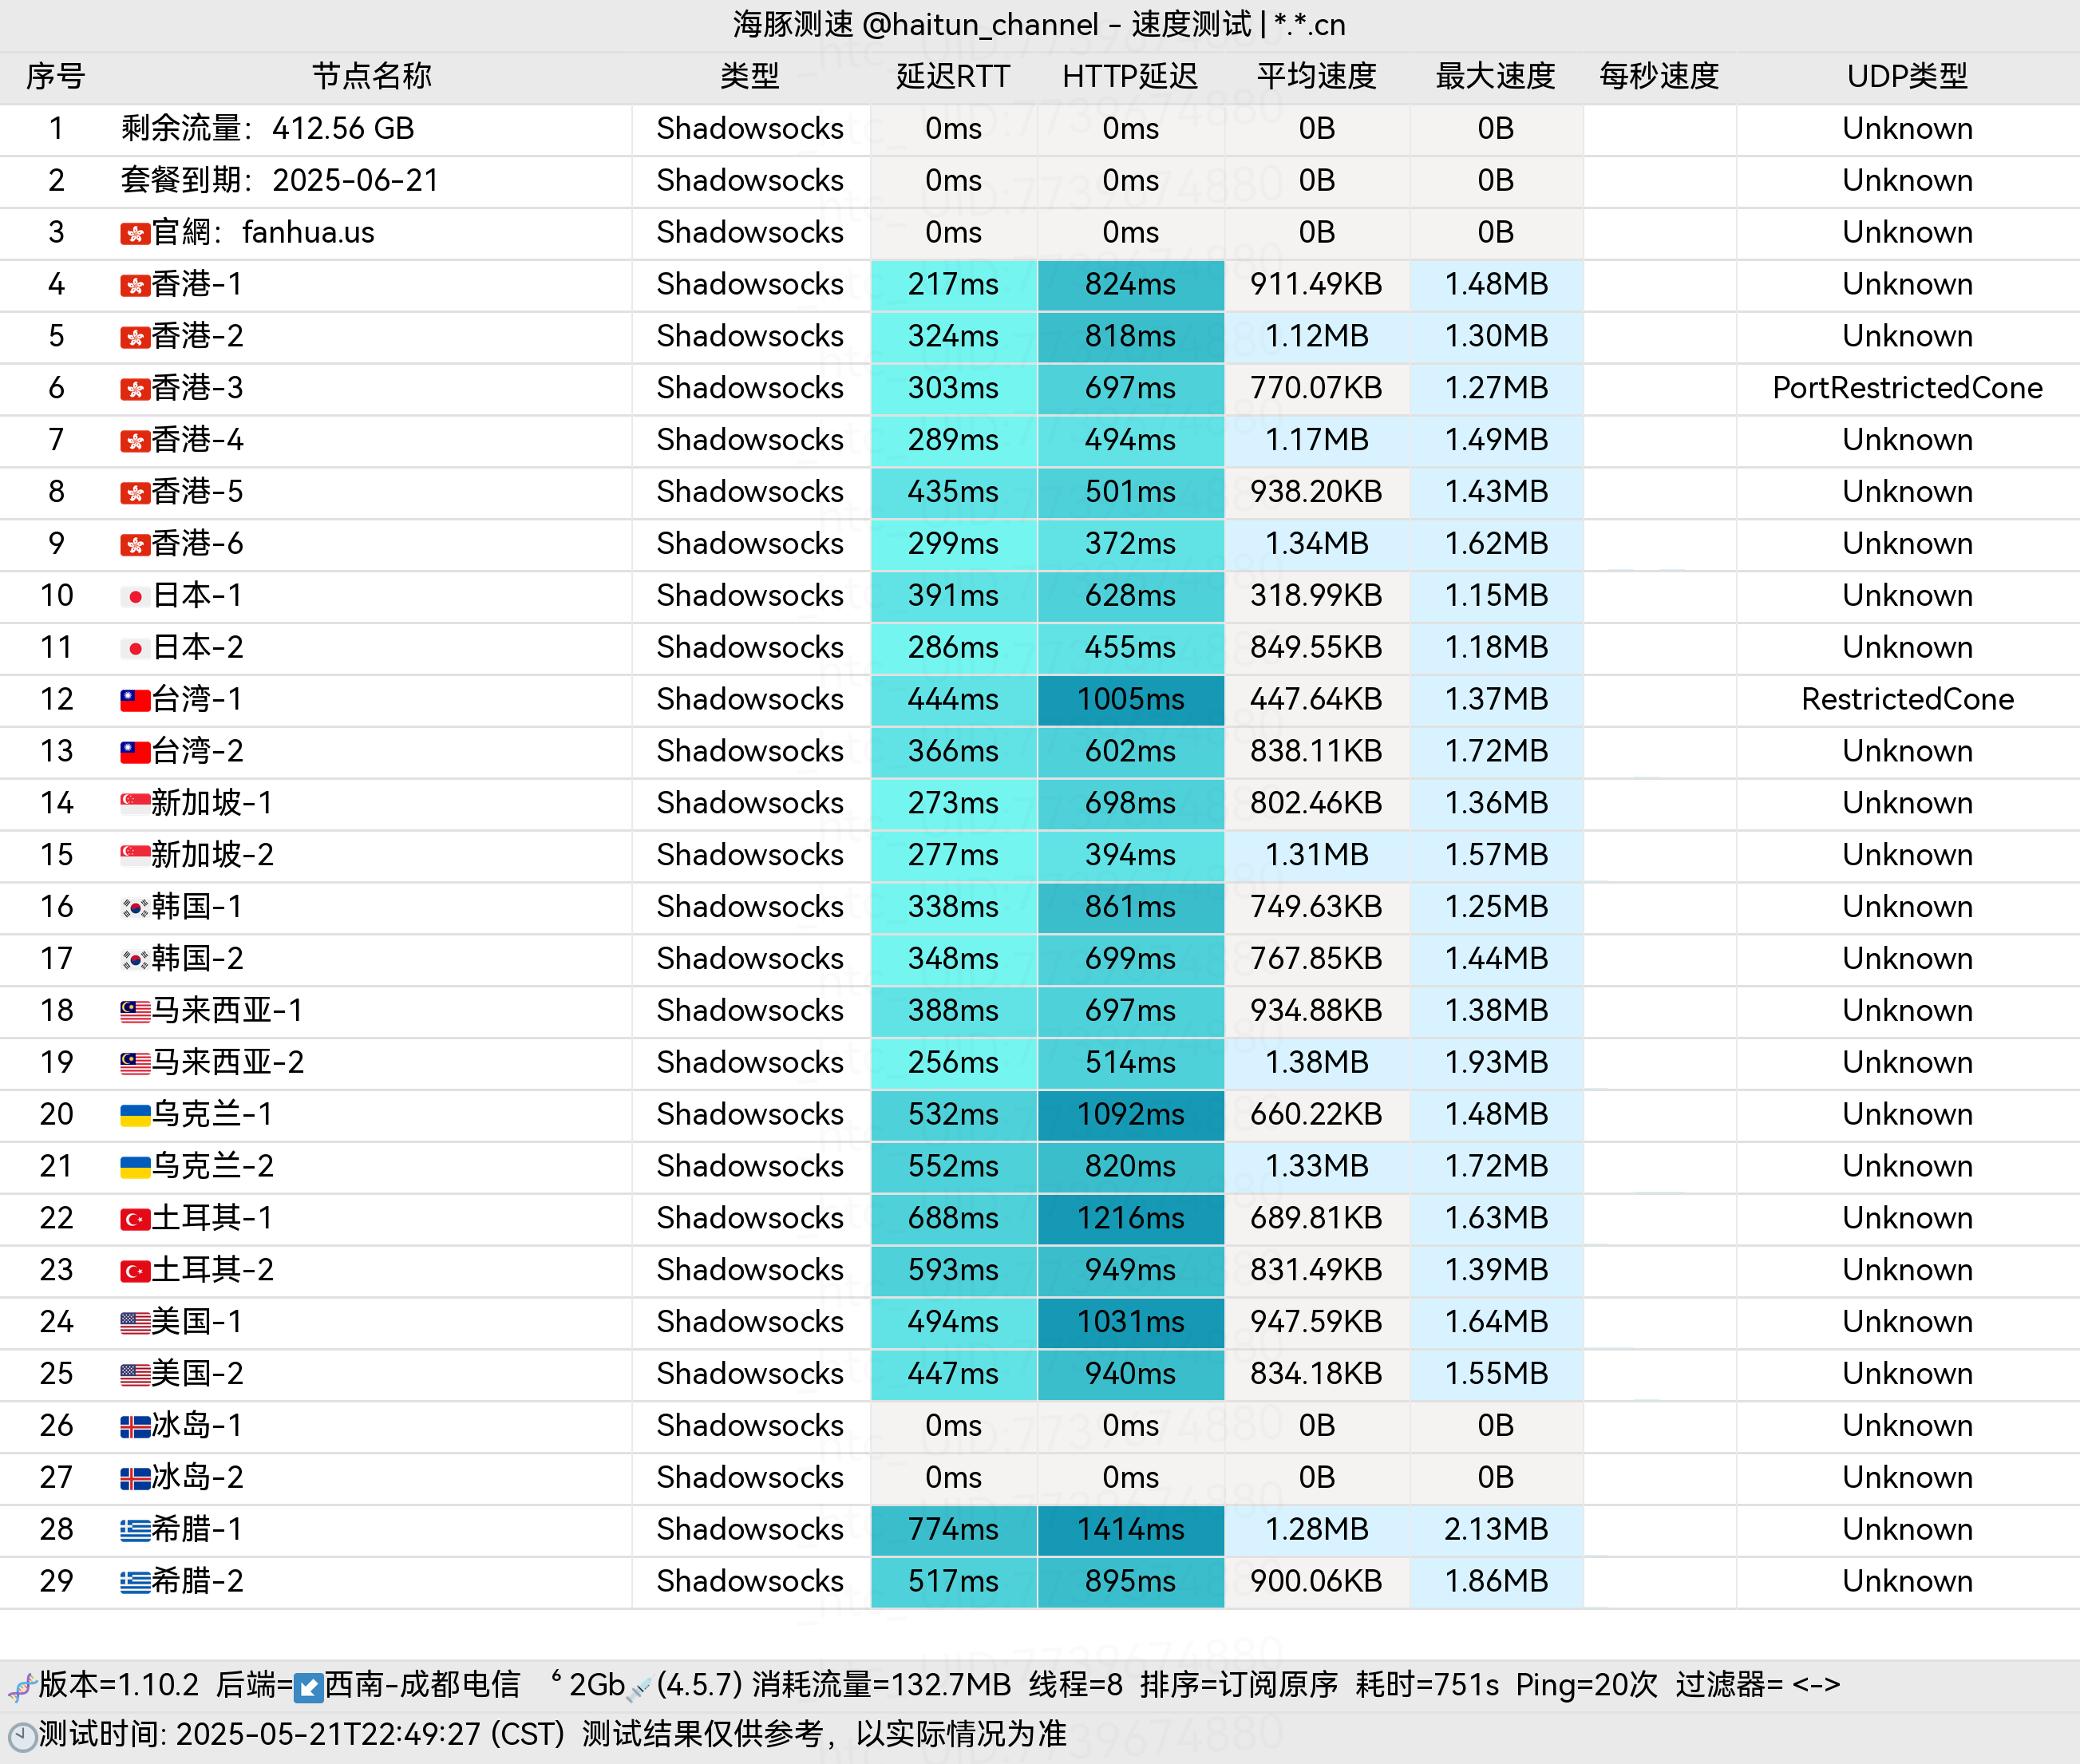 海豚测速 @haitun_channel - 速度测试 | *.*.cn
序号 节点名称 类型 延迟RTT HTTP延迟 平均速度 最大速度 每秒速度 UDP类型
1 剩余流量：412.56 GB Shadowsocks 0ms 0ms 0B 0B Unknown
2 套餐到期：2025-06-21 Shadowsocks 0ms 0ms 0B 0B Unknown
3 🇭🇰官網：fanhua.us Shadowsocks 0ms 0ms 0B 0B Unknown
4 🇭🇰香港-1 Shadowsocks 217ms 824ms 911.49KB 1.48MB Unknown
5 🇭🇰香港-2 Shadowsocks 324ms 818ms 1.12MB 1.30MB Unknown
6 🇭🇰香港-3 Shadowsocks 303ms 697ms 770.07KB 1.27MB PortRestrictedCone
7 🇭🇰香港-4 Shadowsocks 289ms 494ms 1.17MB 1.49MB Unknown
8 🇭🇰香港-5 Shadowsocks 435ms 501ms 938.20KB 1.43MB Unknown
9 🇭🇰香港-6 Shadowsocks 299ms 372ms 1.34MB 1.62MB Unknown
10 🇯🇵日本-1 Shadowsocks 391ms 628ms 318.99KB 1.15MB Unknown
11 🇯🇵日本-2 Shadowsocks 286ms 455ms 849.55KB 1.18MB Unknown
12 🇹🇼台湾-1 Shadowsocks 444ms 1005ms 447.64KB 1.37MB RestrictedCone
13 🇹🇼台湾-2 Shadowsocks 366ms 602ms 838.11KB 1.72MB Unknown
14 🇸🇬新加坡-1 Shadowsocks 273ms 698ms 802.46KB 1.36MB Unknown
15 🇸🇬新加坡-2 Shadowsocks 277ms 394ms 1.31MB 1.57MB Unknown
16 🇰🇷韩国-1 Shadowsocks 338ms 861ms 749.63KB 1.25MB Unknown
17 🇰🇷韩国-2 Shadowsocks 348ms 699ms 767.85KB 1.44MB Unknown
18 🇲🇾马来西亚-1 Shadowsocks 388ms 697ms 934.88KB 1.38MB Unknown
19 🇲🇾马来西亚-2 Shadowsocks 256ms 514ms 1.38MB 1.93MB Unknown
20 🇺🇦乌克兰-1 Shadowsocks 532ms 1092ms 660.22KB 1.48MB Unknown
21 🇺🇦乌克兰-2 Shadowsocks 552ms 820ms 1.33MB 1.72MB Unknown
22 🇹🇷土耳其-1 Shadowsocks 688ms 1216ms 689.81KB 1.63MB Unknown
23 🇹🇷土耳其-2 Shadowsocks 593ms 949ms 831.49KB 1.39MB Unknown
24 🇺🇸美国-1 Shadowsocks 494ms 1031ms 947.59KB 1.64MB Unknown
25 🇺🇸美国-2 Shadowsocks 447ms 940ms 834.18KB 1.55MB Unknown
26 🇮🇸冰岛-1 Shadowsocks 0ms 0ms 0B 0B Unknown
27 🇮🇸冰岛-2 Shadowsocks 0ms 0ms 0B 0B Unknown
28 🇬🇷希腊-1 Shadowsocks 774ms 1414ms 1.28MB 2.13MB Unknown
29 🇬🇷希腊-2 Shadowsocks 517ms 895ms 900.06KB 1.86MB Unknown
🧬版本=1.10.2 后端=↙️西南-成都电信 ⁶ 2Gb💉(4.5.7) 消耗流量=132.7MB 线程=8 排序=订阅原序 耗时=751s Ping=20次 过滤器= <->
🕙测试时间: 2025-05-21T22:49:27 (CST) 测试结果仅供参考，以实际情况为准